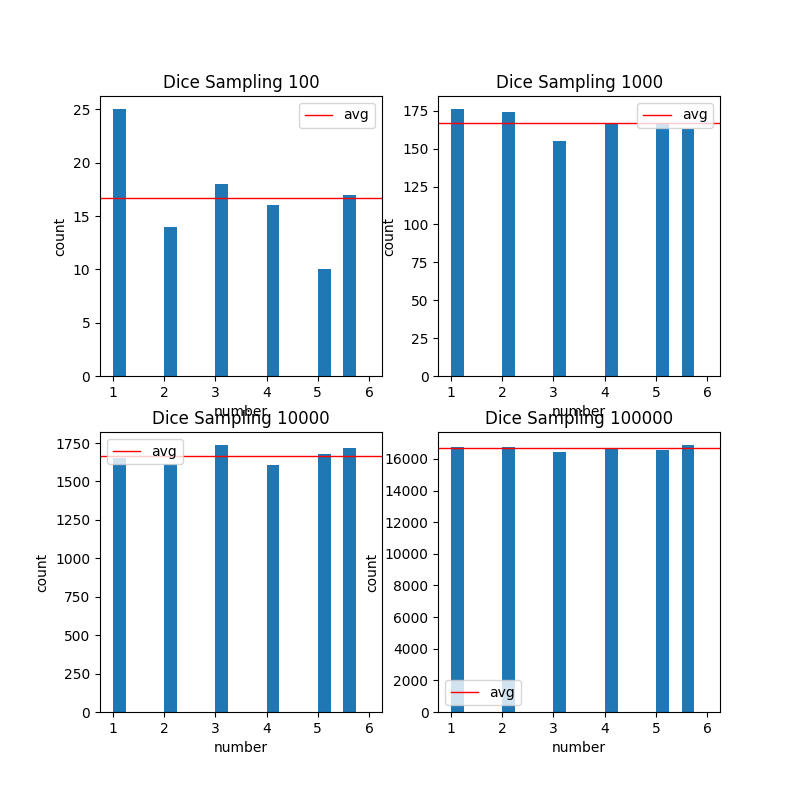 Dice Sampling 100
25
20
15
10
5
0
count
avg
1 2 3 4 5 6
number
Dice Sampling 1000
175
150
125
100
75
50
25
0
count
avg
1 2 3 4 5 6
number
Dice Sampling 10000
1750
1500
1250
1000
750
500
250
0
count
avg
1 2 3 4 5 6
number
Dice Sampling 100000
16000
14000
12000
10000
8000
6000
4000
2000
0
count
avg
1 2 3 4 5 6
number